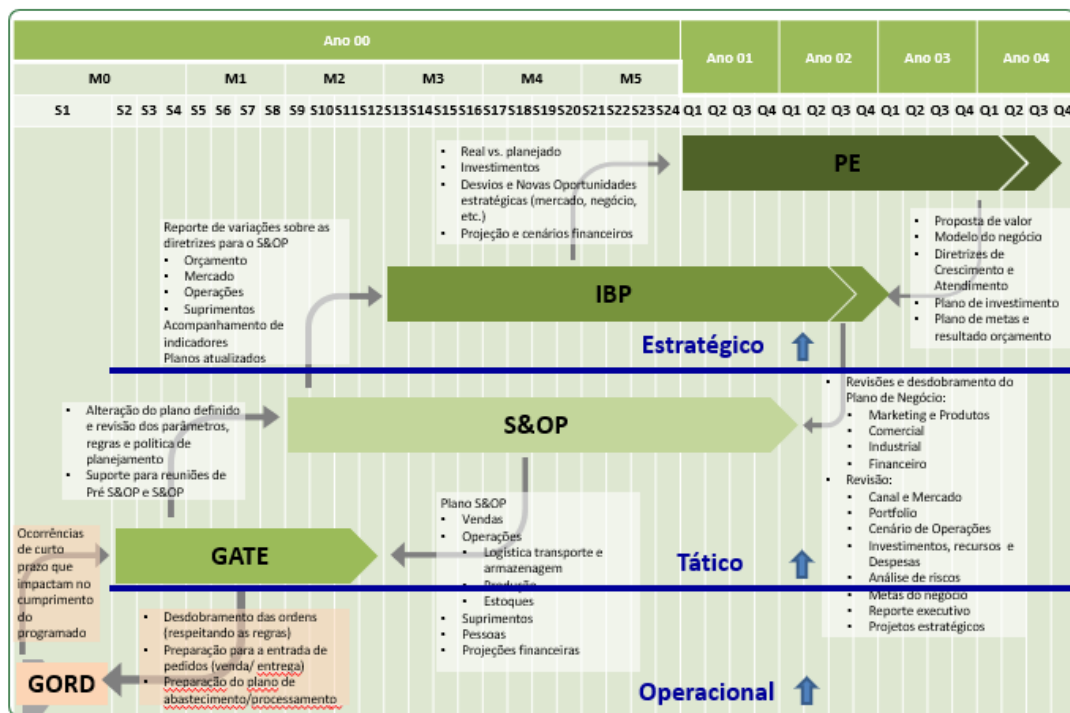 Ano 00
Ano 01
Ano 02
Ano 03
Ano 04
M0
M1
M2
M3
M4
M5
S1 S2 S3 S4 S5 S6 S7 S8 S9 S10 S11 S12 S13 S14 S15 S16 S17 S18 S19 S20 S21 S22 S23 S24 Q1 Q2 Q3 Q4 Q1 Q2 Q3 Q4 Q1 Q2 Q3 Q4 Q1 Q2 Q3 Q4
PE
▪ Real vs. planejado
▪ Investimentos
▪ Desvios e Novas Oportunidades
estratégicas (mercado, negócio,
etc.)
▪ Projeção e cenários financeiros
▪ Proposta de valor
▪ Modelo do negócio
▪ Diretrizes de
Crescimento e
Atendimento
▪ Plano de investimento
▪ Plano de metas e
resultado orçamento
Reporte de variações sobre as
diretrizes para o S&OP
▪ Orçamento
▪ Mercado
▪ Operações
▪ Suprimentos
Acompanhamento de
indicadores
Planos atualizados
IBP
Estratégico
▪ Alteração do plano definido
e revisão dos parâmetros,
regras e política de
planejamento
▪ Suporte para reuniões de
Pré S&OP e S&OP
S&OP
▪ Revisões e desdobramento do
Plano de Negócio:
▪ Marketing e Produtos
▪ Comercial
▪ Industrial
▪ Financeiro
▪ Revisão:
▪ Canal e Mercado
▪ Portfolio
▪ Cenário de Operações
▪ Investimentos, recursos e
Despesas
▪ Análise de riscos
▪ Metas do negócio
▪ Reporte executivo
▪ Projetos estratégicos
Plano S&OP
▪ Vendas
▪ Operações
▪ Logística transporte e
armazenagem
▪ Produção
▪ Estoques
▪ Suprimentos
▪ Pessoas
▪ Projeções financeiras
Ocorrências
de curto
prazo que
impactam no
cumprimento
do
programado
GATE
Tático
▪ Desdobramento das ordens
(respeitando as regras)
▪ Preparação para a entrada de
pedidos (venda/ entrega)
▪ Preparação do plano de
abastecimento/processamento
GORD
Operacional